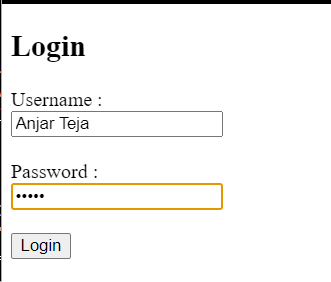 Login
Username :
Anjar Teja
Password :
•••••
Login